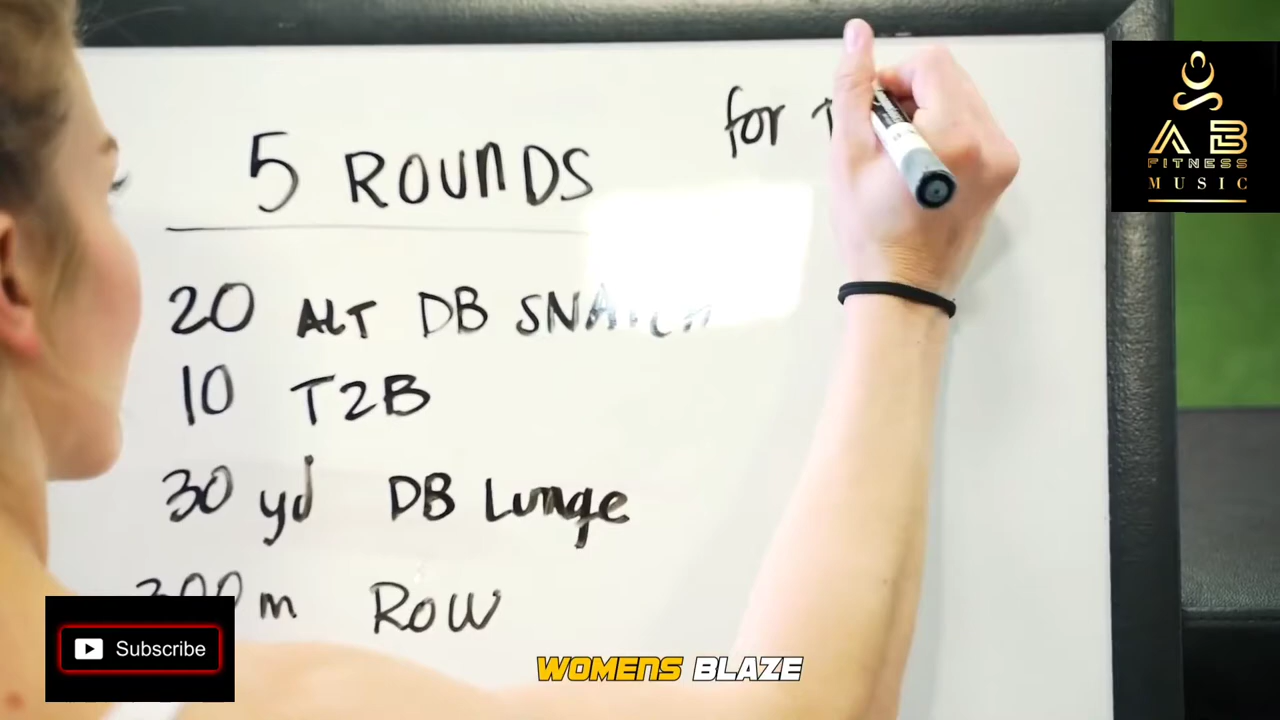 for
5 ROUNDS
20 ALT DB SNATCH
10 T2B
30 yd DB Lunge
m ROW
AB
FITNESS
MUSIC
Subscribe
WOMENS BLAZE